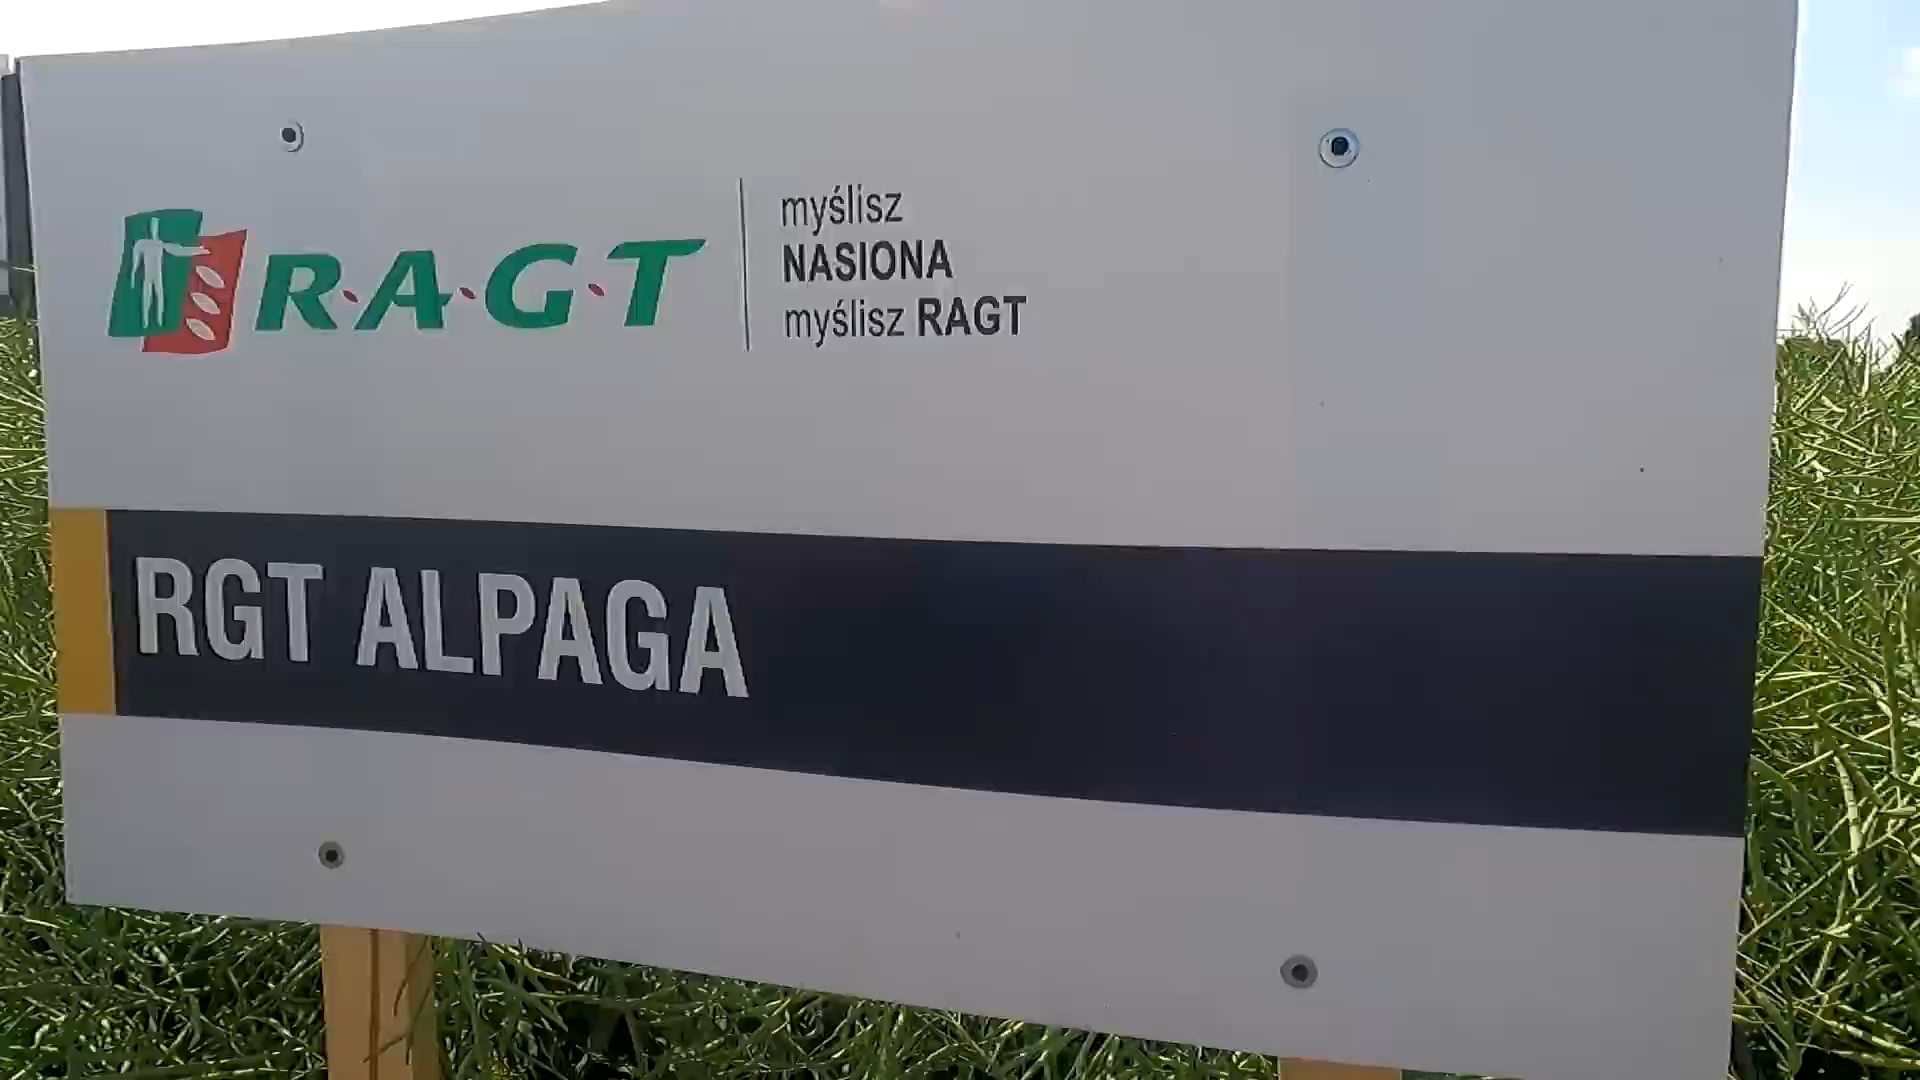 R·A·G·T
myślisz
NASIONA
myślisz RAGT
RGT ALPAGA